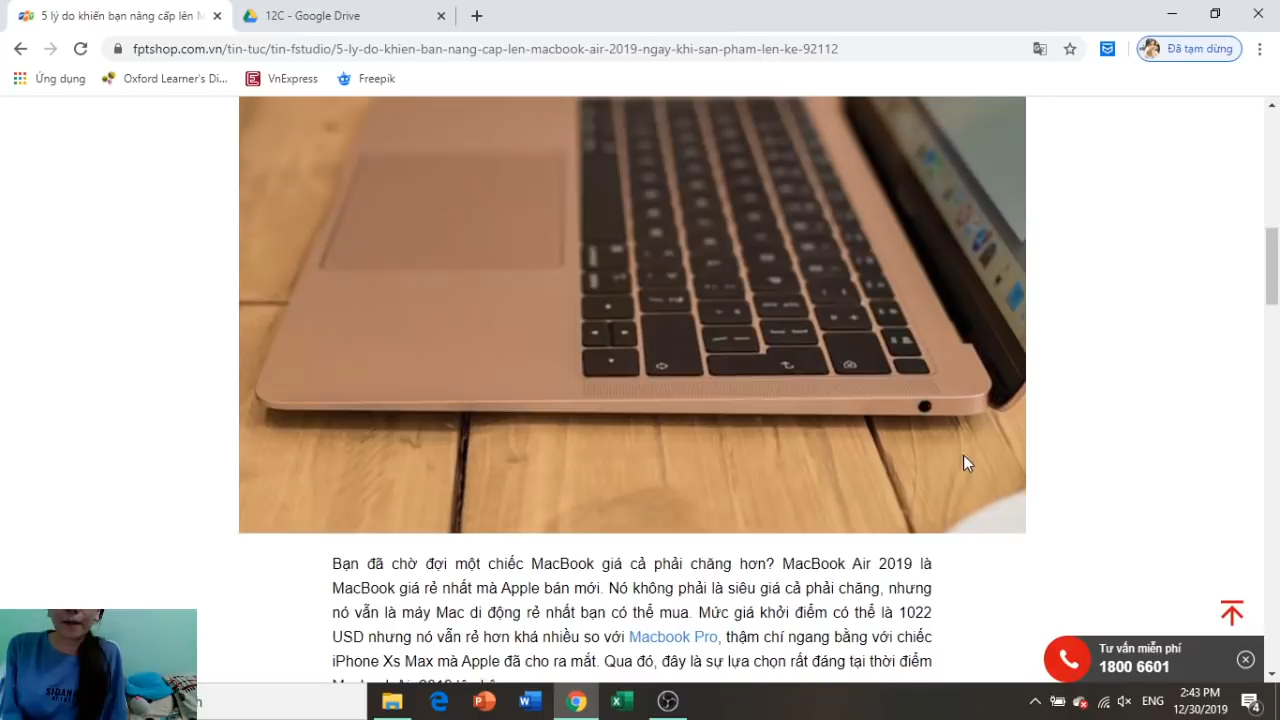 5 lý do khiến bạn nâng cấp lên M
12C - Google Drive
fptshop.com.vn/tin-tuc/tin-fstudio/5-ly-do-khien-ban-nang-cap-len-macbook-air-2019-ngay-khi-san-pham-len-ke-92112
Đã tạm dừng
Ứng dụng
Oxford Learner's Di...
VnExpress
Freepik
Bạn đã chờ đợi một chiếc MacBook giá cả phải chăng hơn? MacBook Air 2019 là
MacBook giá rẻ nhất mà Apple bán mới. Nó không phải là siêu giá cả phải chăng, nhưng
nó vẫn là máy Mac di động rẻ nhất bạn có thể mua. Mức giá khởi điểm có thể là 1022
USD nhưng nó vẫn rẻ hơn khá nhiều so với Macbook Pro, thậm chí ngang bằng với chiếc
iPhone Xs Max mà Apple đã cho ra mắt. Qua đó, đây là sự lựa chọn rất đáng tại thời điểm
Tư vấn miễn phí
1800 6601
ENG
2:43 PM
12/30/2019
4